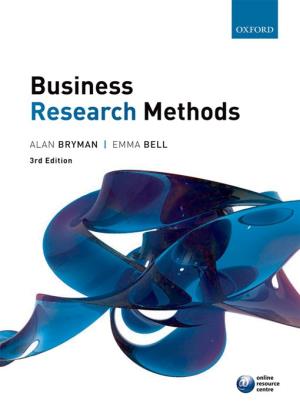 OXFORD
Business
Research Methods
ALAN BRYMAN | EMMA BELL
3rd Edition
online
resource
centre